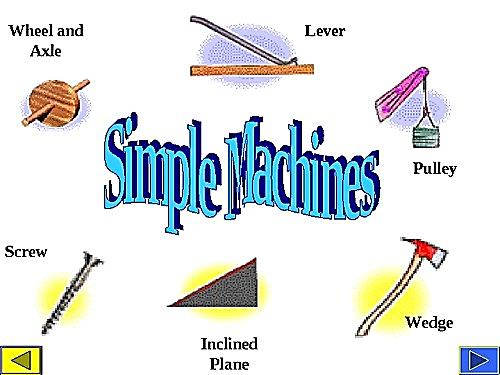 Wheel and
Axle
Lever
Pulley
Simple Machines
Screw
Inclined
Plane
Wedge